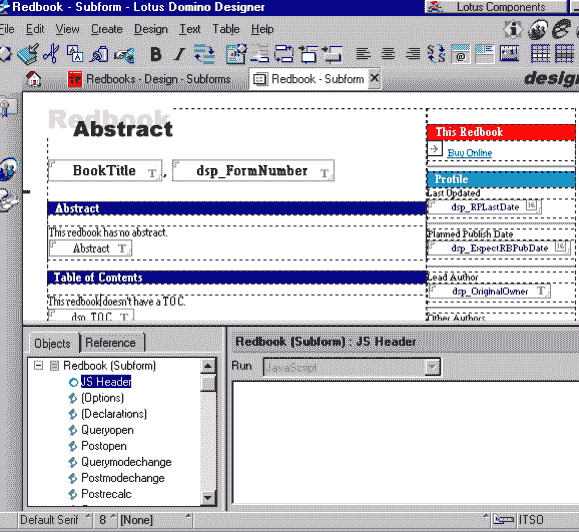 Redbook - Subform - Lotus Domino Designer
Lotus Components
File Edit View Create Design Text Table Help
Redbooks - Design - Subforms
Redbook - Subform
design
Redbook
Abstract
BookTitle T , dsp_FormNumber T
Abstract
This redbook has no abstract.
Abstract T
Table of Contents
This redbook doesn't have a TOC.
dsp_TOC T
This Redbook
Buy Online
Profile
Last Updated
dsp_RPLastDate 16
Planned Publish Date
dsp_ExpectRBPubDate 16
Lead Author
dsp_OriginalOwner T
Other Authors
Objects Reference
Redbook (Subform)
JS Header
(Options)
(Declarations)
Queryopen
Postopen
Querymodechange
Postmodechange
Postrecalc
Redbook (Subform) : JS Header
Run JavaScript
Default Serif 8 [None] ITSO